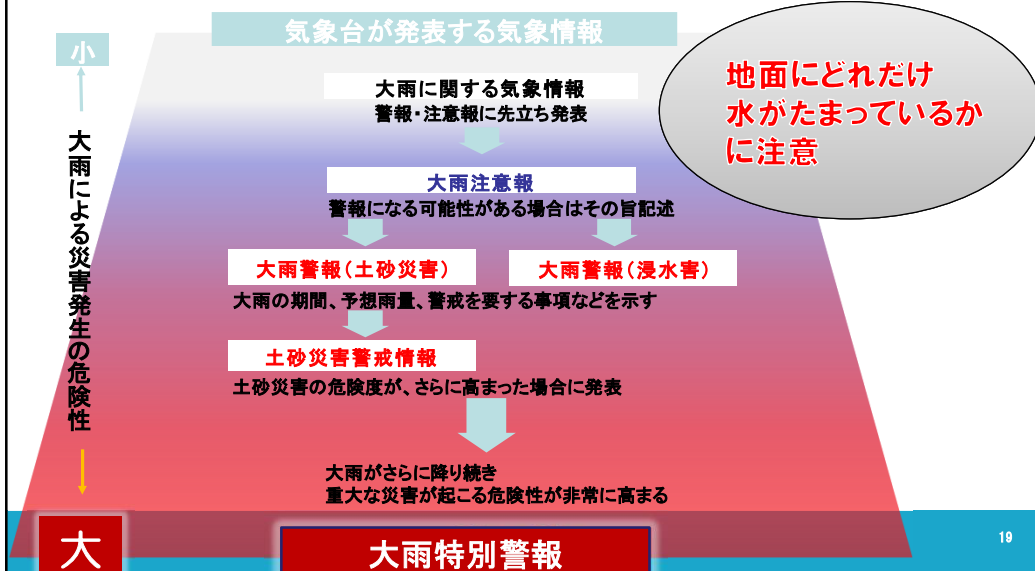 気象台が発表する気象情報
小
大雨による災害発生の危険性
大
大雨に関する気象情報
警報・注意報に先立ち発表
大雨注意報
警報になる可能性がある場合はその旨記述
大雨警報(土砂災害)
大雨警報(浸水害)
大雨の期間、予想雨量、警戒を要する事項などを示す
土砂災害警戒情報
土砂災害の危険度が、さらに高まった場合に発表
大雨がさらに降り続き
重大な災害が起こる危険性が非常に高まる
大雨特別警報
地面にどれだけ
水がたまっているか
に注意
19